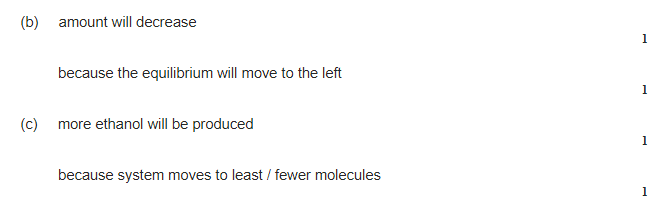 (b) amount will decrease
1
because the equilibrium will move to the left
1
(c) more ethanol will be produced
1
because system moves to least / fewer molecules
1